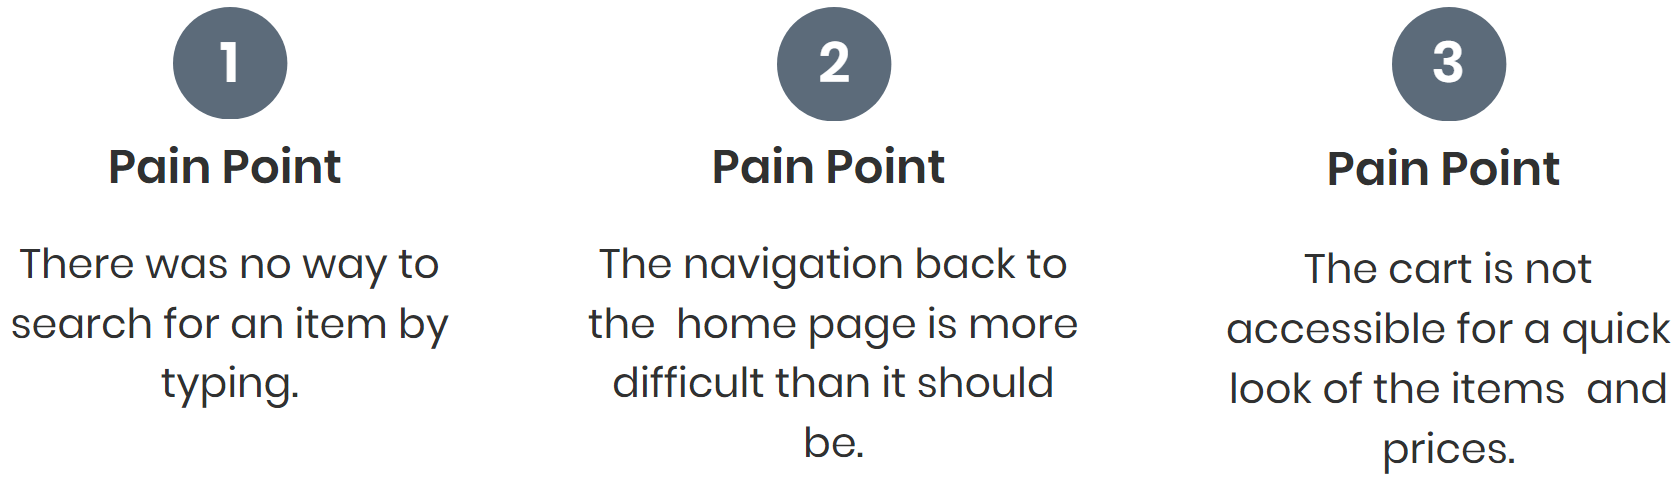 1
Pain Point
There was no way to
search for an item by
typing.
2
Pain Point
The navigation back to
the  home page is more
difficult than it should
be.
3
Pain Point
The cart is not
accessible for a quick
look of the items  and
prices.